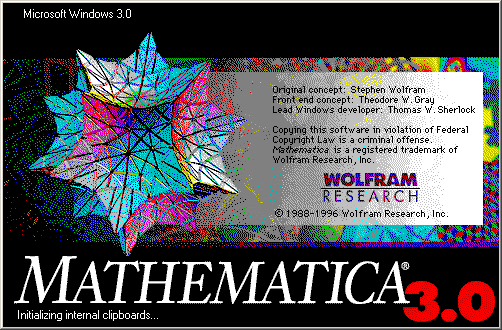 Microsoft Windows 3.0
Original concept: Stephen Wolfram
Front end concept: Theodore W. Gray
Lead Windows developer: Thomas W. Sherlock
Copying this software in violation of Federal
Copyright Law is a criminal offense.
Mathematica is a registered trademark of
Wolfram Research, Inc.
WOLFRAM
RESEARCH
© 1988-1996 Wolfram Research, Inc.
MATHEMATICA®
3.0
Initializing internal clipboards...